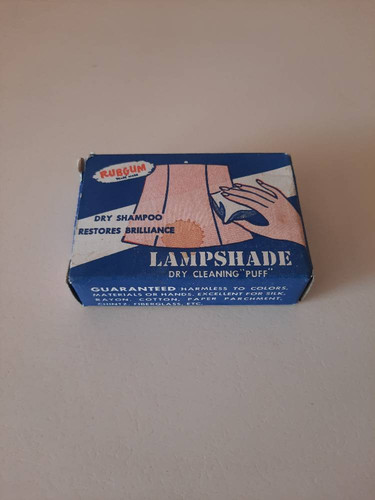 RUBGUM
DRY SHAMPOO
RESTORES BRILLIANCE
LAMPSHADE
DRY CLEANING "PUFF"
GUARANTEED HARMLESS TO COLORS,
MATERIALS OR HANDS. EXCELLENT FOR SILK,
RAYON, COTTON, PAPER PARCHMENT,
CHINTZ, FIBERGLASS, ETC.